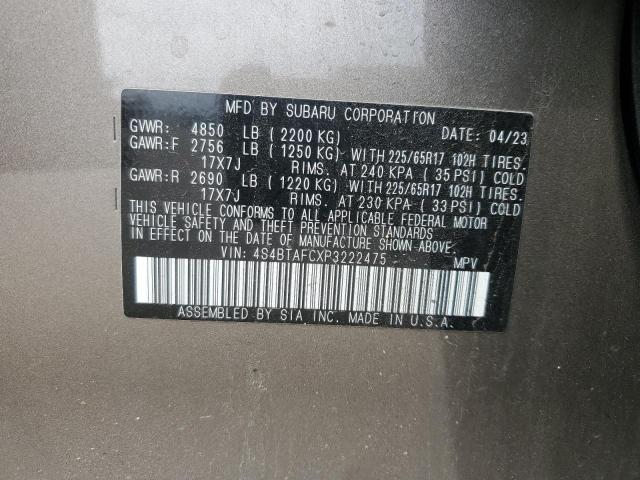 MFD BY SUBARU CORPORATION
GVWR: 4850 LB ( 2200 KG) DATE: 04/23
GAWR:F 2756 LB ( 1250 KG) WITH 225/65R17 102H TIRES,
17X7J RIMS, AT 240 KPA ( 35 PSI) COLD
GAWR:R 2690 LB ( 1220 KG) WITH 225/65R17 102H TIRES,
17X7J RIMS, AT 230 KPA ( 33 PSI) COLD
THIS VEHICLE CONFORMS TO ALL APPLICABLE FEDERAL MOTOR
VEHICLE SAFETY AND THEFT PREVENTION STANDARDS
IN EFFECT ON THE DATE OF MANUFACTURE SHOWN ABOVE.
VIN: 4S4BTAFCXP3222475 MPV
ASSEMBLED BY SIA INC. MADE IN U.S.A.